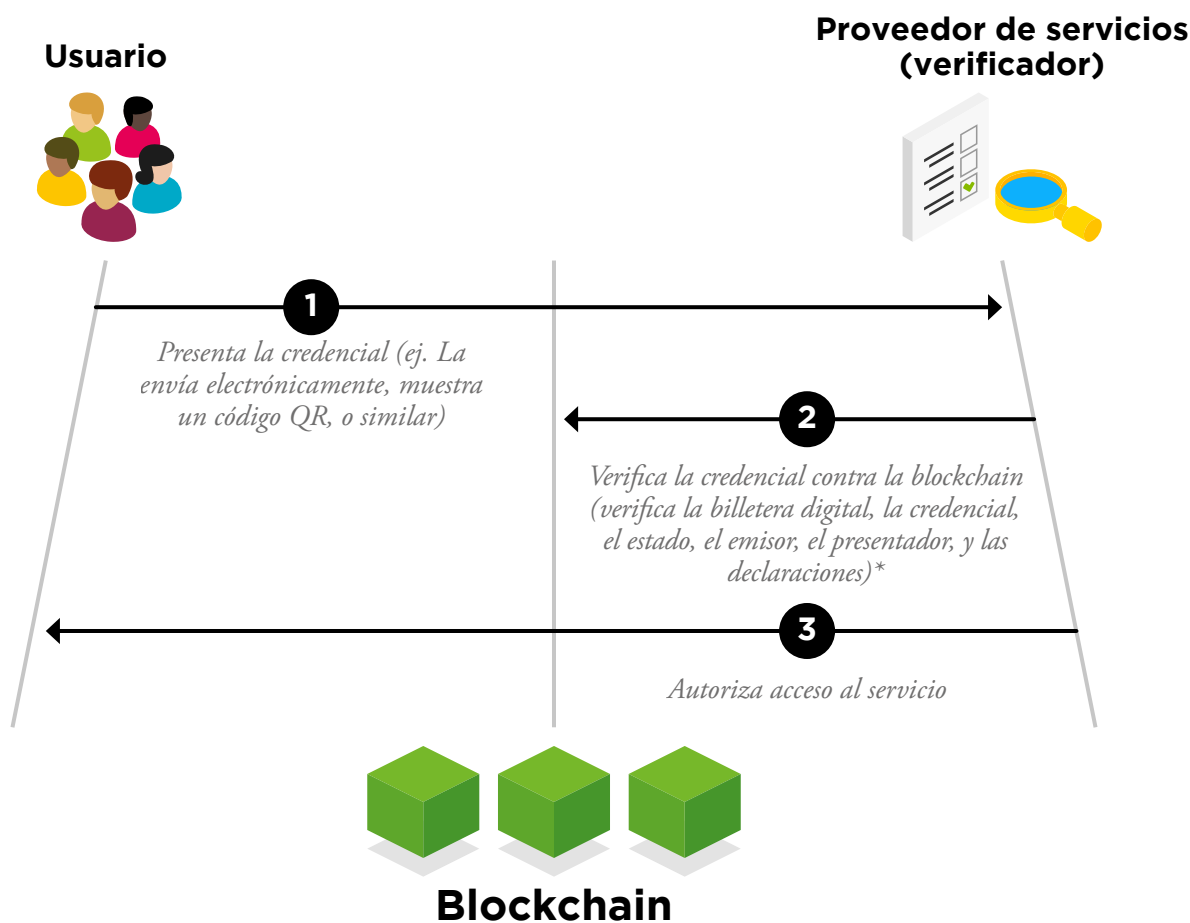 Usuario
Proveedor de servicios
(verificador)
1
Presenta la credencial (ej. La
envía electrónicamente, muestra
un código QR, o similar)
2
Verifica la credencial contra la blockchain
(verifica la billetera digital, la credencial,
el estado, el emisor, el presentador, y las
declaraciones)*
3
Autoriza acceso al servicio
Blockchain